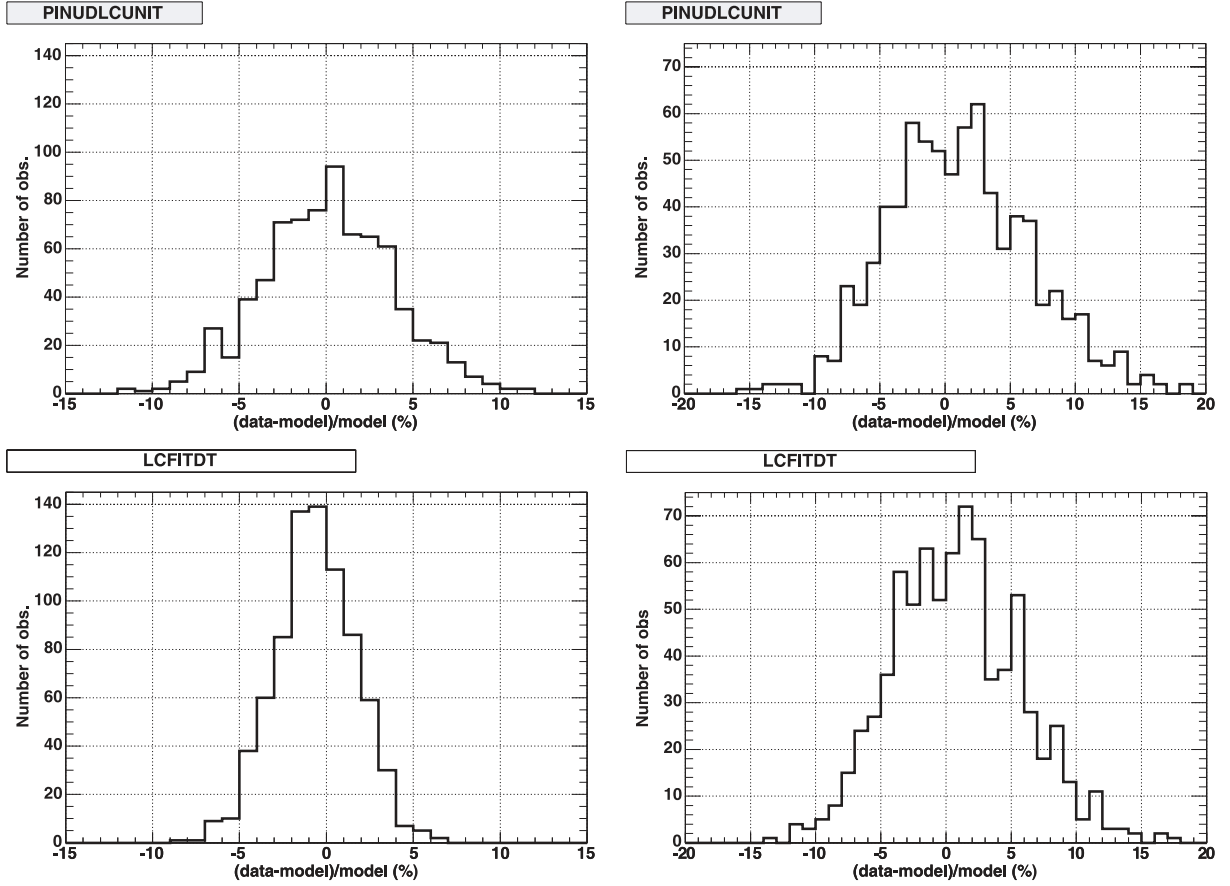 PINUDLCUNIT
140
120
100
80
60
40
20
0
Number of obs.
-15 -10 -5 0 5 10 15
(data-model)/model (%)
PINUDLCUNIT
70
60
50
40
30
20
10
0
Number of obs.
-20 -15 -10 -5 0 5 10 15 20
(data-model)/model (%)
LCFITDT
140
120
100
80
60
40
20
0
Number of obs.
-15 -10 -5 0 5 10 15
(data-model)/model (%)
LCFITDT
70
60
50
40
30
20
10
0
Number of obs
-20 -15 -10 -5 0 5 10 15 20
(data-model)/model (%)